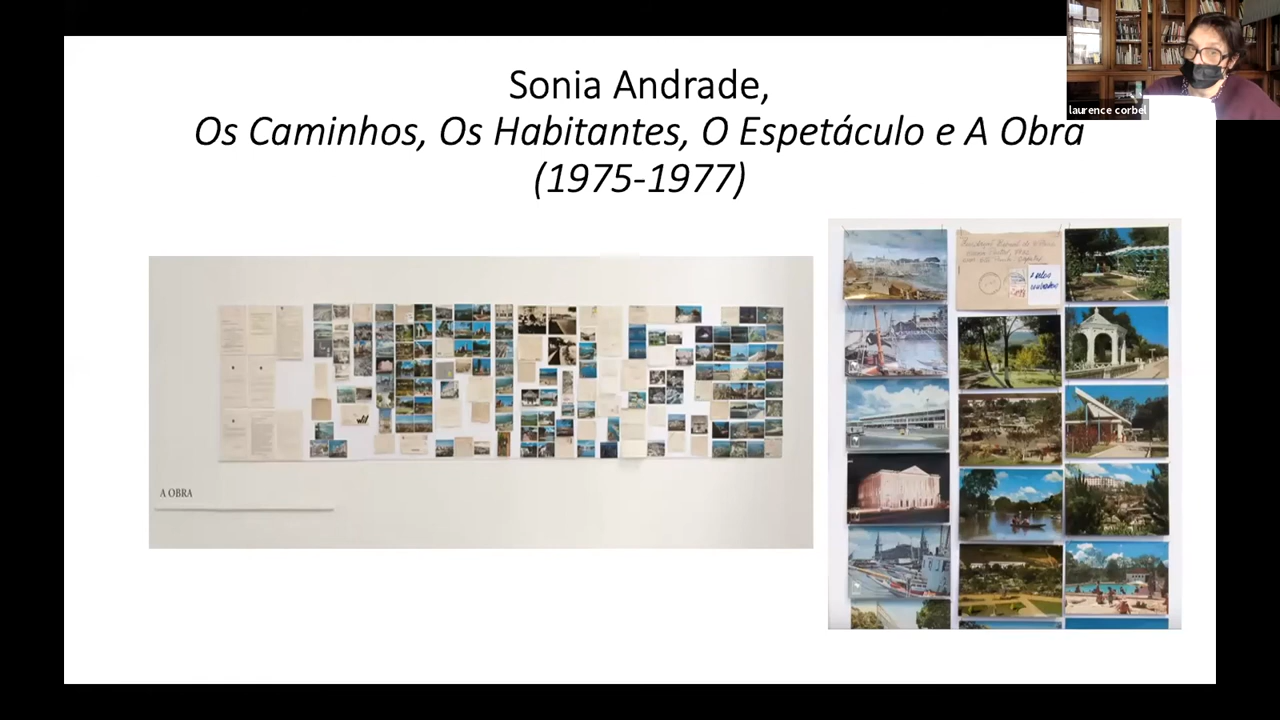 Sonia Andrade,
Os Caminhos, Os Habitantes, O Espetáculo e A Obra
(1975-1977)
laurence corbel
A OBRA